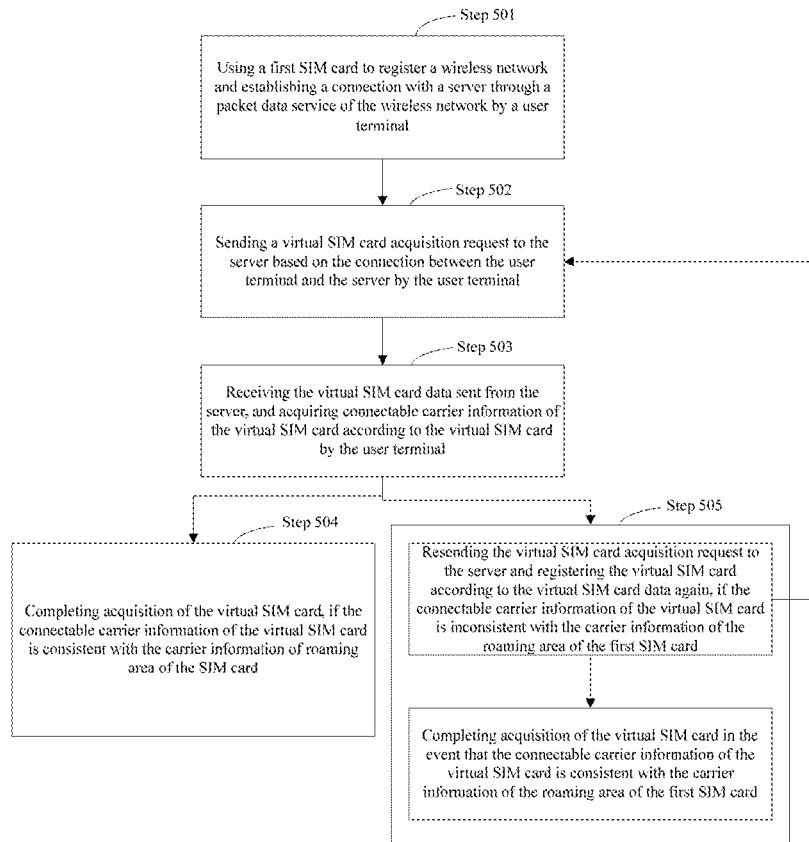 Step 501
Using a first SIM card to register a wireless network
and establishing a connection with a server through
a packet data service of the wireless network by a user
terminal
Step 502
Sending a virtual SIM card acquisition request to the
server based on the connection between the user
terminal and the server by the user terminal
Step 503
Receiving the virtual SIM card data sent from the
server, and acquiring connectable carrier information of
the virtual SIM card according to the virtual SIM card
by the user terminal
Step 504
Completing acquisition of the virtual SIM card, if the
connectable carrier information of the virtual SIM card
is consistent with the carrier information of roaming
area of the SIM card
Step 505
Resending the virtual SIM card acquisition request to
the server and registering the virtual SIM card
according to the virtual SIM card data again, if the
connectable carrier information of the virtual SIM card
is inconsistent with the carrier information of the
roaming area of the first SIM card
Completing acquisition of the virtual SIM card in the
event that the connectable carrier information of the
virtual SIM card is consistent with the carrier
information of the roaming area of the first SIM card